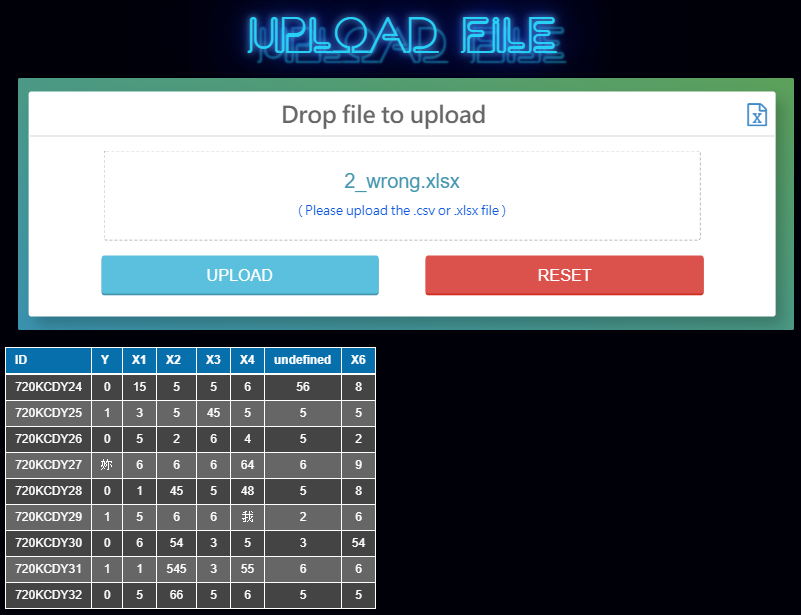 UPLOAD FILE
Drop file to upload
2_wrong.xlsx
( Please upload the .csv or .xlsx file )
UPLOAD RESET
ID Y X1 X2 X3 X4 undefined X6
720KCDY24 0 15 5 5 6 56 8
720KCDY25 1 3 5 45 5 5 5
720KCDY26 0 5 2 6 4 5 2
720KCDY27 妳 6 6 6 64 6 9
720KCDY28 0 1 45 5 48 5 8
720KCDY29 1 5 6 6 我 2 6
720KCDY30 0 6 54 3 5 3 54
720KCDY31 1 1 545 3 55 6 6
720KCDY32 0 5 66 5 6 5 5